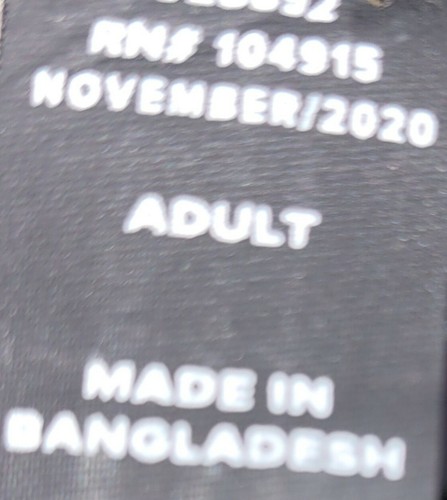 RN# 104915
NOVEMBER/2020
ADULT
MADE IN
BANGLADESH